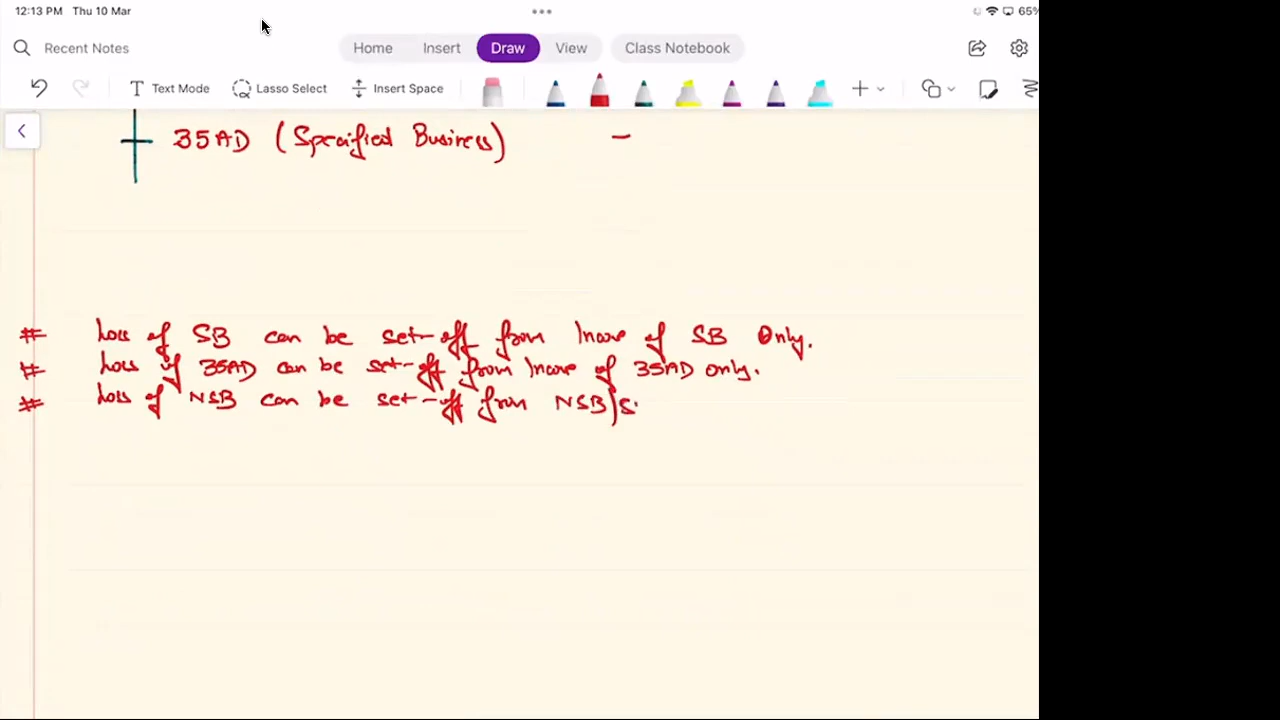 12:13 PM Thu 10 Mar
65%
Recent Notes
Home Insert Draw View Class Notebook
Text Mode Lasso Select Insert Space
35AD (Specified Business) -
# Loss of SB can be set-off from Income of SB Only.
# Loss of 35AD can be set-off from Income of 35AD only.
# Loss of NSB can be set-off from NSB/S